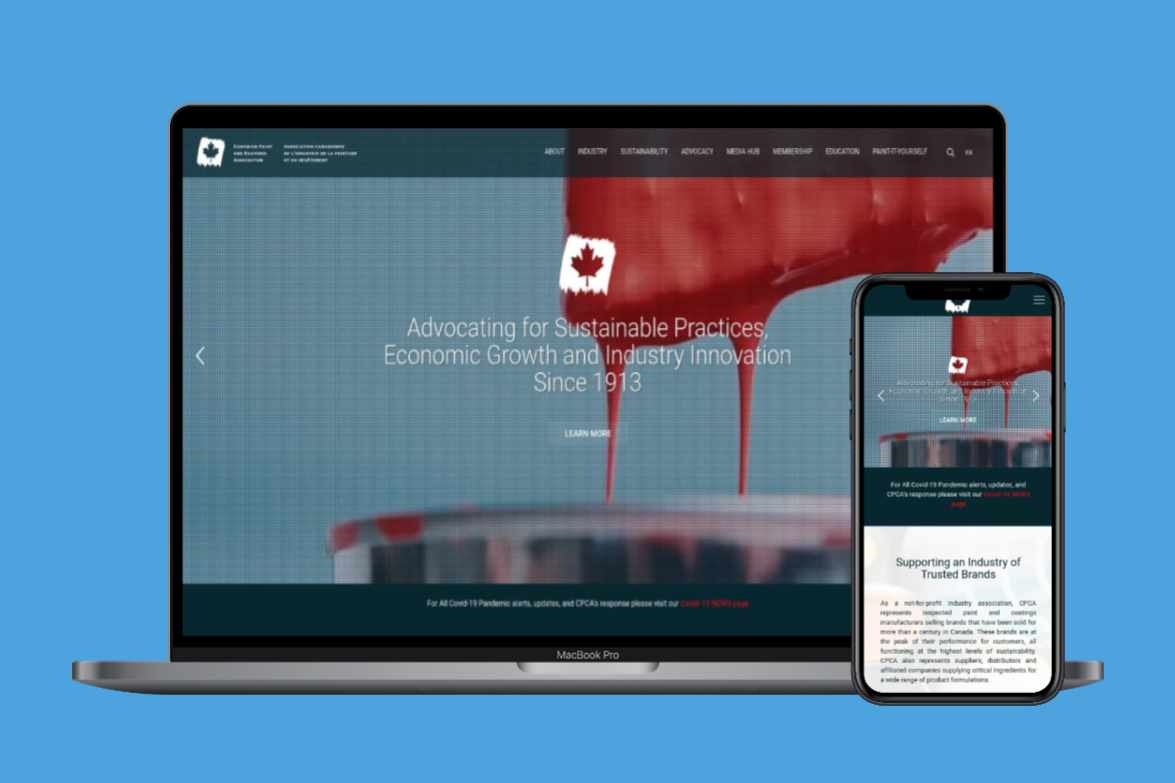 Canadian Paint
and Coatings
Association
Association canadienne
de l'industrie de la peinture
et du revêtement
ABOUT INDUSTRY SUSTAINABILITY ADVOCACY MEDIA HUB MEMBERSHIP EDUCATION PAINT-IT-YOURSELF FR
Advocating for Sustainable Practices,
Economic Growth and Industry Innovation
Since 1913
LEARN MORE
For All Covid-19 Pandemic alerts, updates, and CPCA's response please visit our Covid-19 NEWS page
MacBook Pro
Advocating for Sustainable Practices,
Economic Growth and Industry Innovation
Since 1913
LEARN MORE
For All Covid-19 Pandemic alerts, updates, and
CPCA's response please visit our Covid-19 NEWS
page
Supporting an Industry of
Trusted Brands
As a not-for-profit industry association, CPCA
represents respected paint and coatings
manufacturers selling brands that have been sold for
more than a century in Canada. These brands are at
the peak of their performance for customers, all
functioning at the highest levels of sustainability.
CPCA also represents suppliers, distributors and
affiliated companies supplying critical ingredients for
a wide range of product formulations.